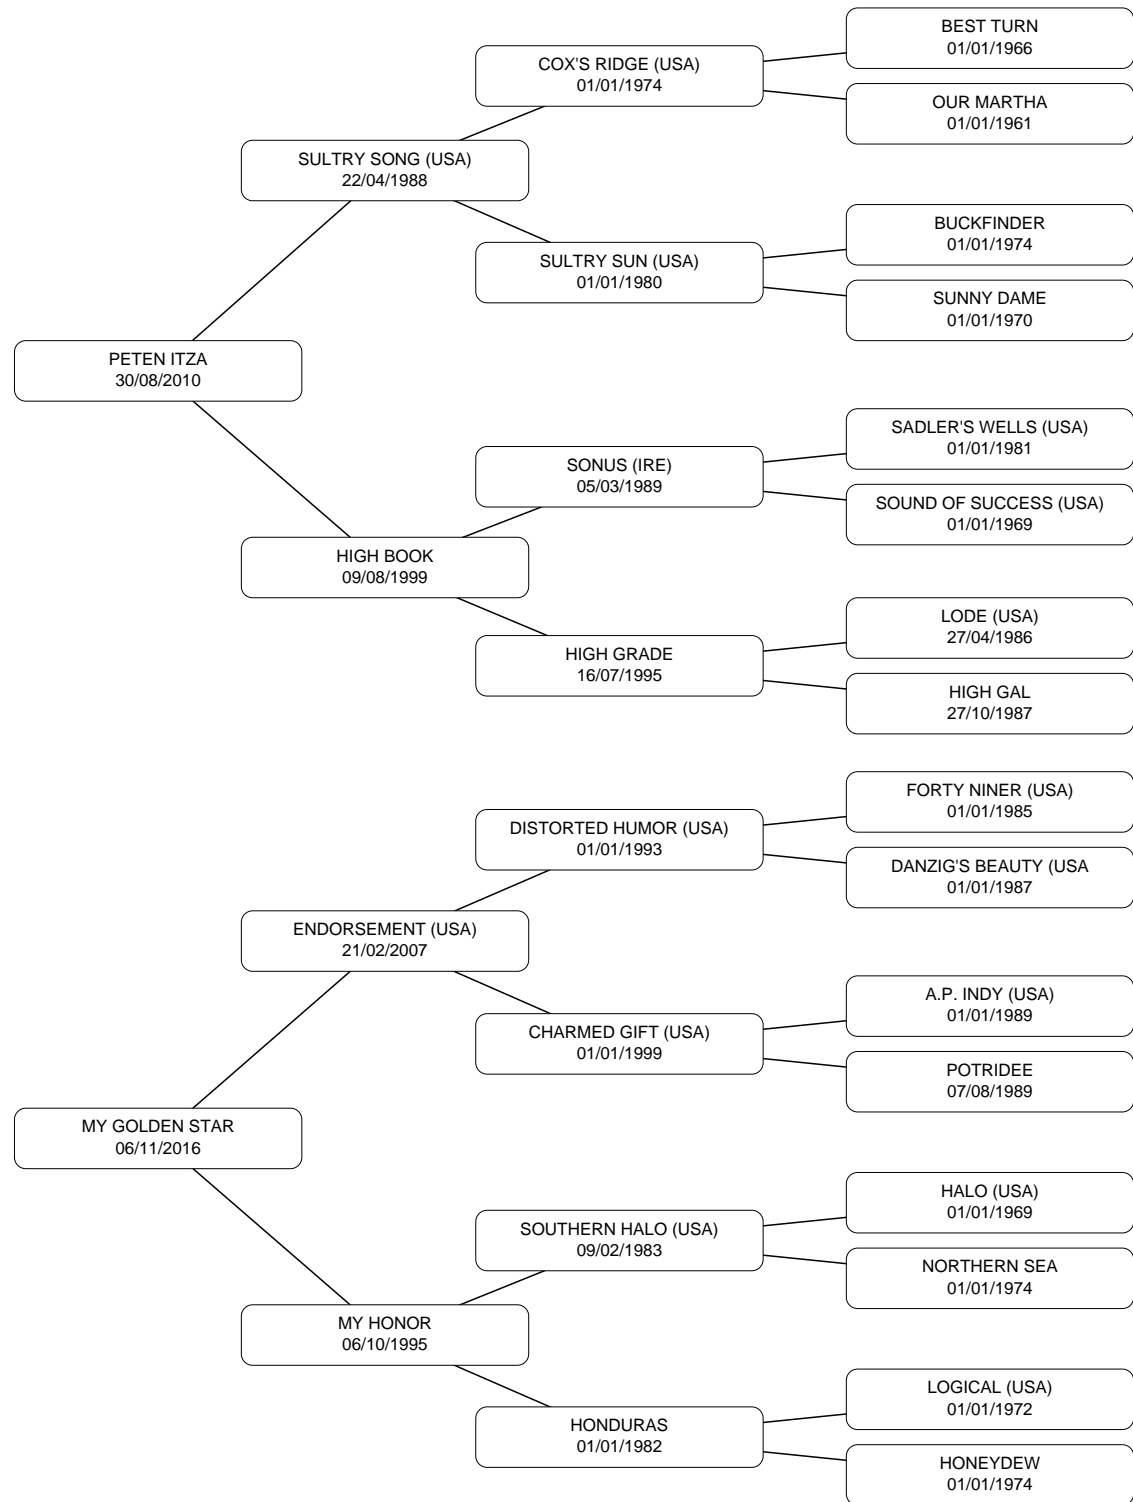 BEST TURN
01/01/1966
COX'S RIDGE (USA)
01/01/1974
OUR MARTHA
01/01/1961
SULTRY SONG (USA)
22/04/1988
BUCKFINDER
01/01/1974
SULTRY SUN (USA)
01/01/1980
SUNNY DAME
01/01/1970
PETEN ITZA
30/08/2010
SADLER'S WELLS (USA)
01/01/1981
SONUS (IRE)
05/03/1989
SOUND OF SUCCESS (USA)
01/01/1969
HIGH BOOK
09/08/1999
LODE (USA)
27/04/1986
HIGH GRADE
16/07/1995
HIGH GAL
27/10/1987
FORTY NINER (USA)
01/01/1985
DISTORTED HUMOR (USA)
01/01/1993
DANZIG'S BEAUTY (USA
01/01/1987
ENDORSEMENT (USA)
21/02/2007
A.P. INDY (USA)
01/01/1989
CHARMED GIFT (USA)
01/01/1999
POTRIDEE
07/08/1989
MY GOLDEN STAR
06/11/2016
HALO (USA)
01/01/1969
SOUTHERN HALO (USA)
09/02/1983
NORTHERN SEA
01/01/1974
MY HONOR
06/10/1995
LOGICAL (USA)
01/01/1972
HONDURAS
01/01/1982
HONEYDEW
01/01/1974